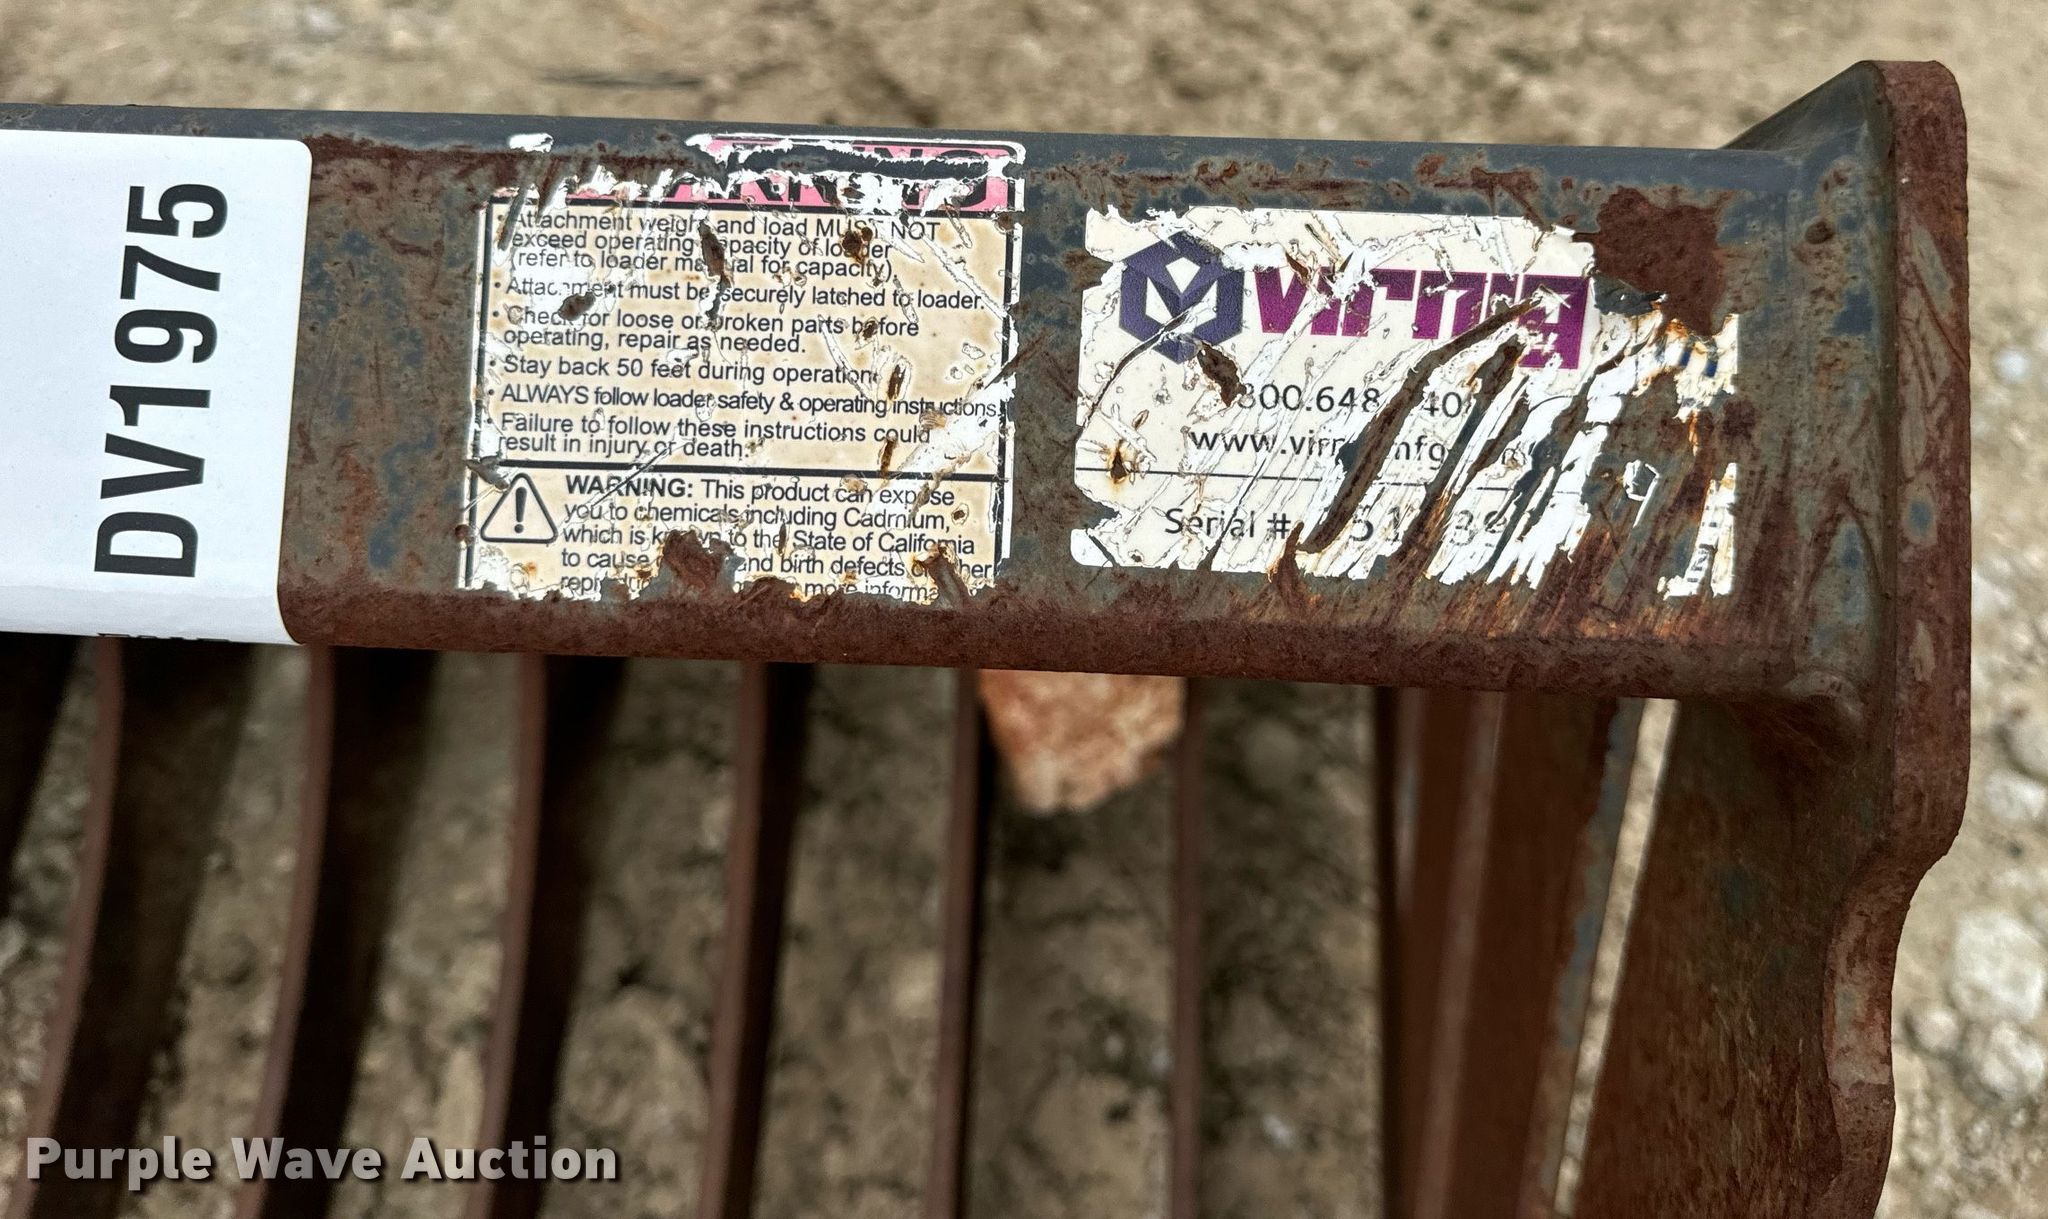 DV1975
Attachment weight and load MUST NOT
exceed operating capacity of loader
(refer to loader manual for capacity).
• Attachment must be securely latched to loader.
• Check for loose or broken parts before
operating, repair as needed.
• Stay back 50 feet during operation
• ALWAYS follow loader safety & operating instructions.
• Failure to follow these instructions could
result in injury or death.
WARNING: This product can expose
you to chemicals including Cadmium,
which is known to the State of California
to cause and birth defects
more
Virnig
Serial #
Purple Wave Auction